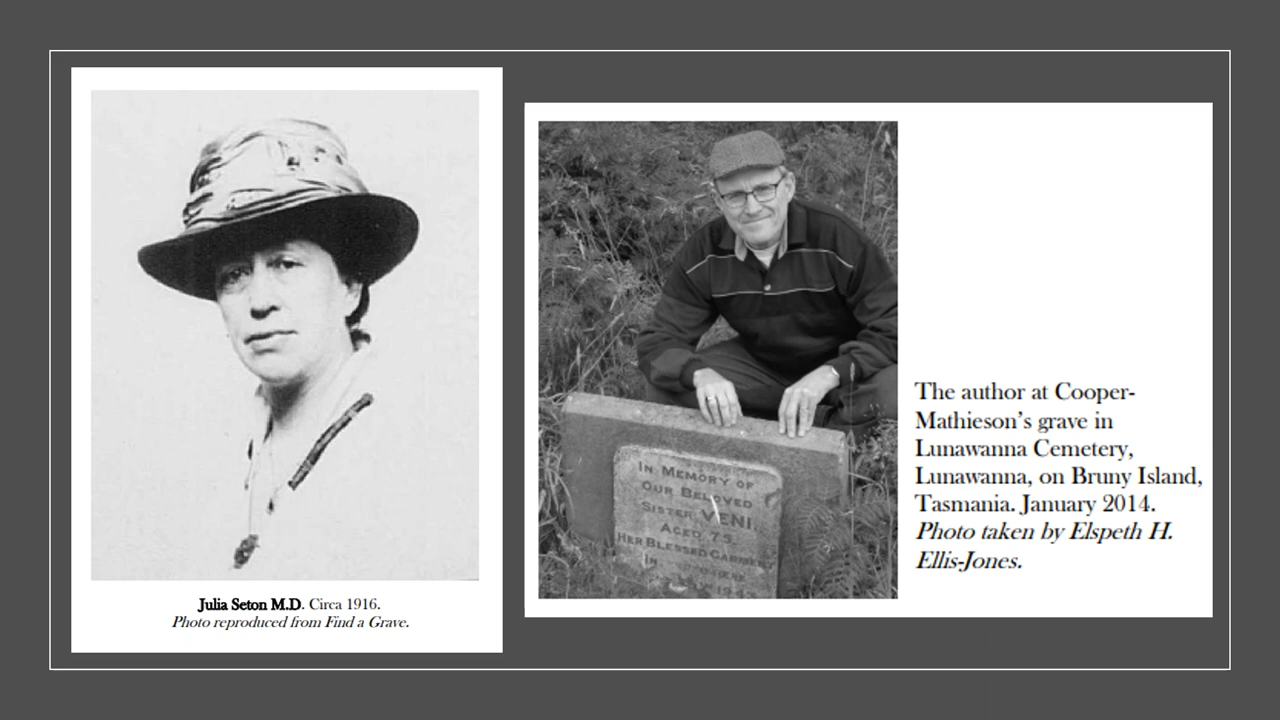 Julia Seton M.D. Circa 1916.
Photo reproduced from Find a Grave.
IN MEMORY OF
OUR BELOVED
SISTER VENI.
AGED 75.
HER BLESSED
IN
The author at Cooper-
Mathieson's grave in
Lunawanna Cemetery,
Lunawanna, on Bruny Island,
Tasmania. January 2014.
Photo taken by Elspeth H.
Ellis-Jones.